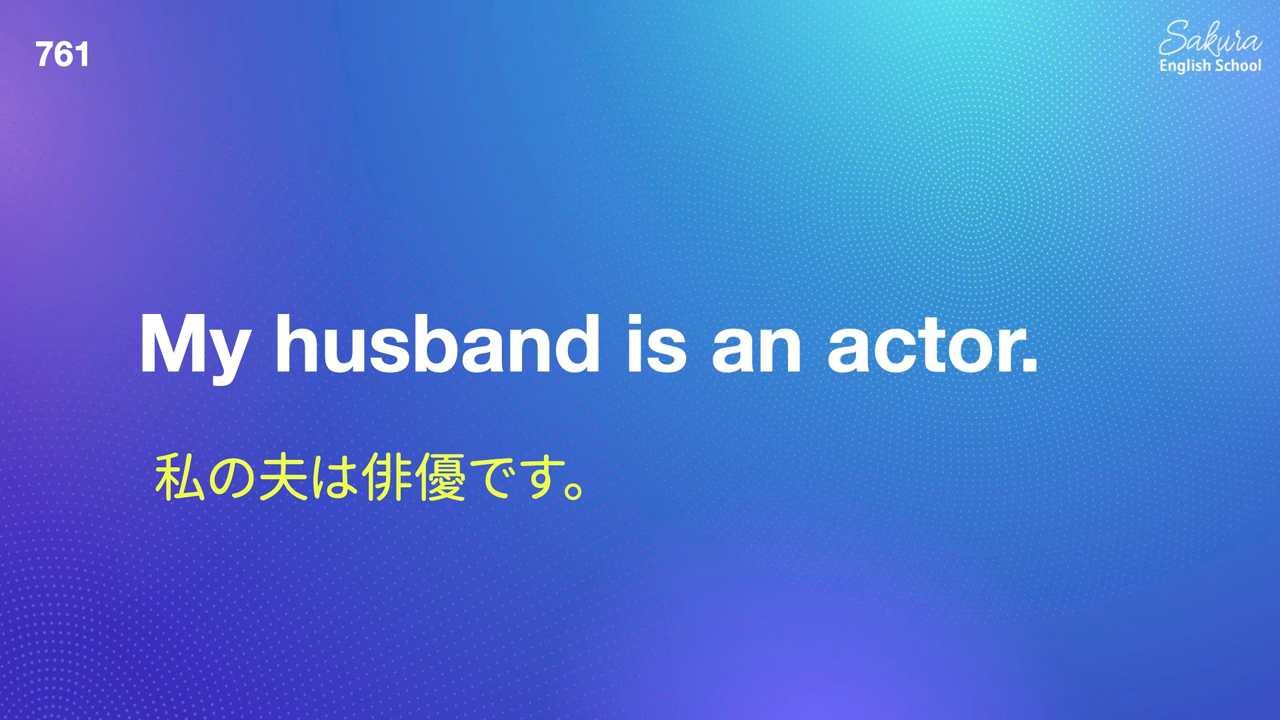 761
Sakura
English School
My husband is an actor.
私の夫は俳優です。